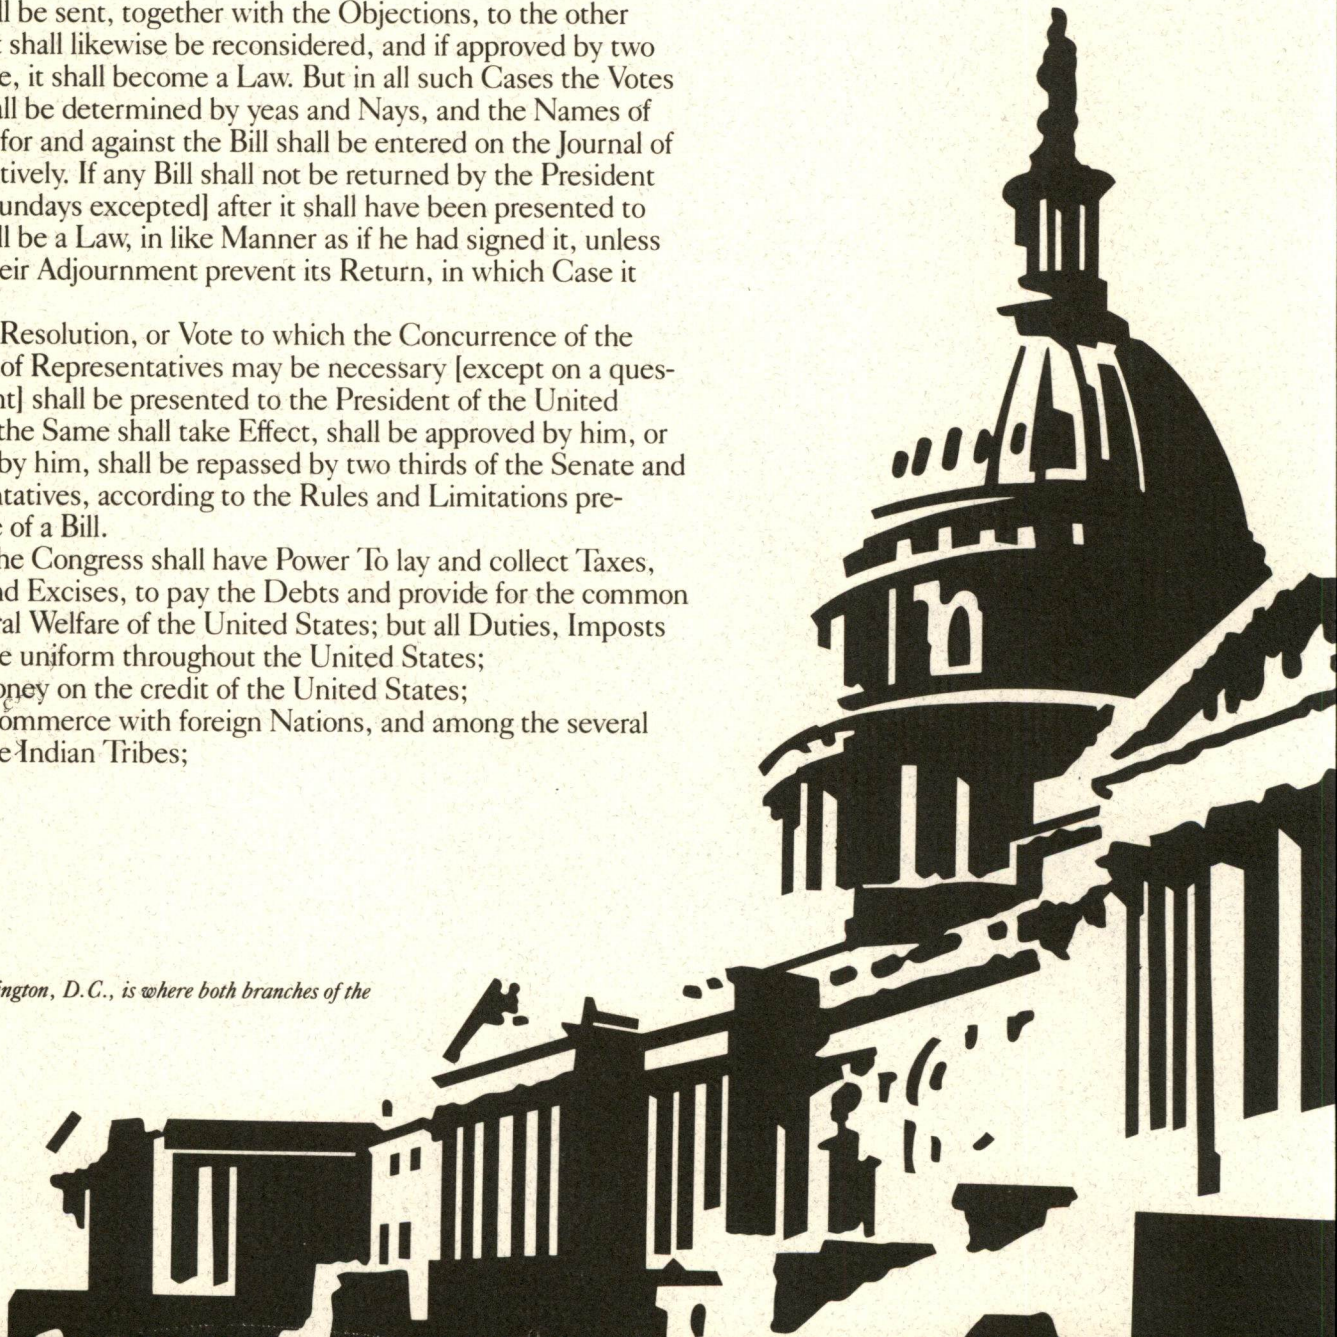 ll be sent, together with the Objections, to the other
shall likewise be reconsidered, and if approved by two
e, it shall become a Law. But in all such Cases the Votes
all be determined by yeas and Nays, and the Names of
for and against the Bill shall be entered on the Journal of
tively. If any Bill shall not be returned by the President
undays excepted] after it shall have been presented to
ll be a Law, in like Manner as if he had signed it, unless
eir Adjournment prevent its Return, in which Case it
Resolution, or Vote to which the Concurrence of the
of Representatives may be necessary [except on a ques-
nt] shall be presented to the President of the United
the Same shall take Effect, shall be approved by him, or
by him, shall be repassed by two thirds of the Senate and
ntatives, according to the Rules and Limitations pre-
e of a Bill.
he Congress shall have Power To lay and collect Taxes,
nd Excises, to pay the Debts and provide for the common
ral Welfare of the United States; but all Duties, Imposts
e uniform throughout the United States;
oney on the credit of the United States;
ommerce with foreign Nations, and among the several
e Indian Tribes;
ington, D.C., is where both branches of the